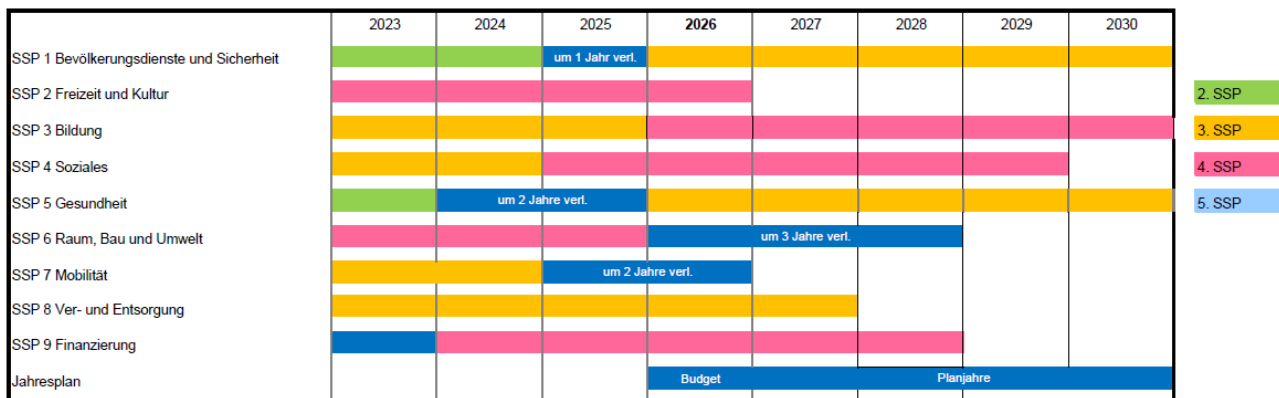 2023 2024 2025 2026 2027 2028 2029 2030
SSP 1 Bevölkerungsdienste und Sicherheit um 1 Jahr verl.
SSP 2 Freizeit und Kultur 2. SSP
SSP 3 Bildung 3. SSP
SSP 4 Soziales 4. SSP
SSP 5 Gesundheit um 2 Jahre verl. 5. SSP
SSP 6 Raum, Bau und Umwelt um 3 Jahre verl.
SSP 7 Mobilität um 2 Jahre verl.
SSP 8 Ver- und Entsorgung
SSP 9 Finanzierung
Jahresplan Budget Planjahre